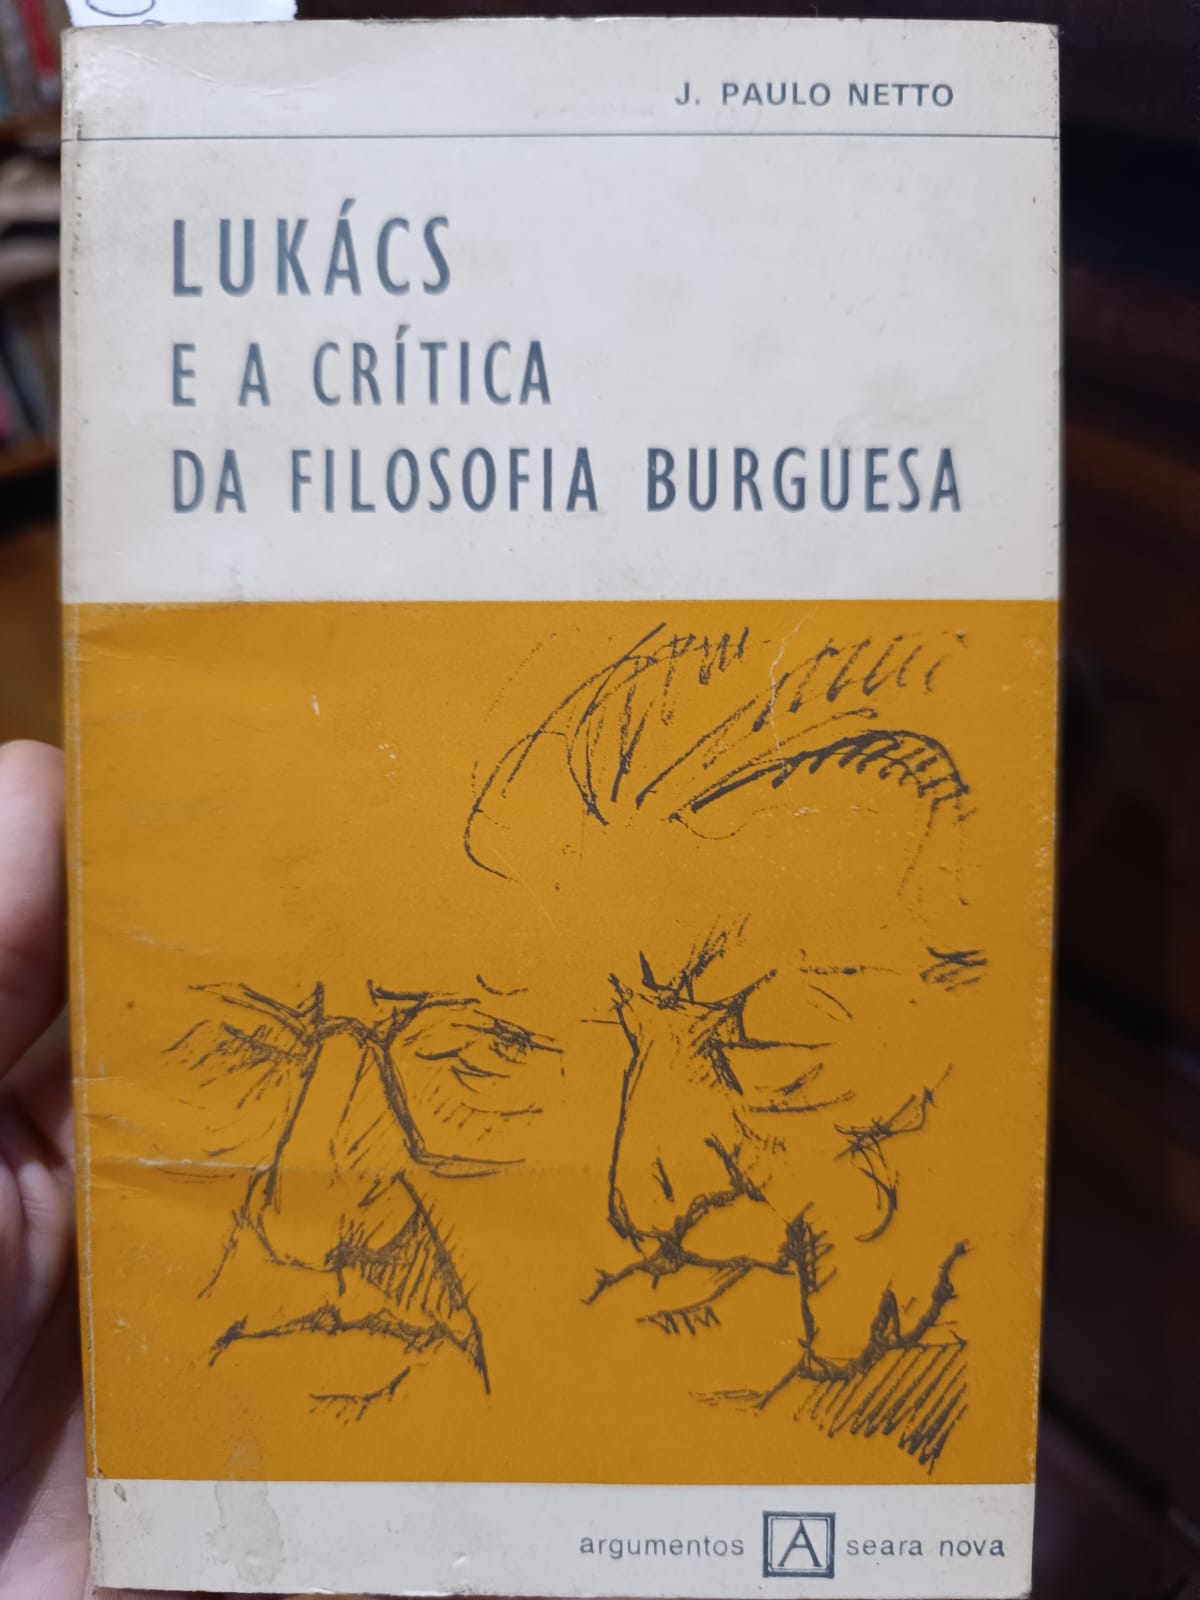 J. PAULO NETTO
LUKÁCS
E A CRÍTICA
DA FILOSOFIA BURGUESA
argumentos A seara nova